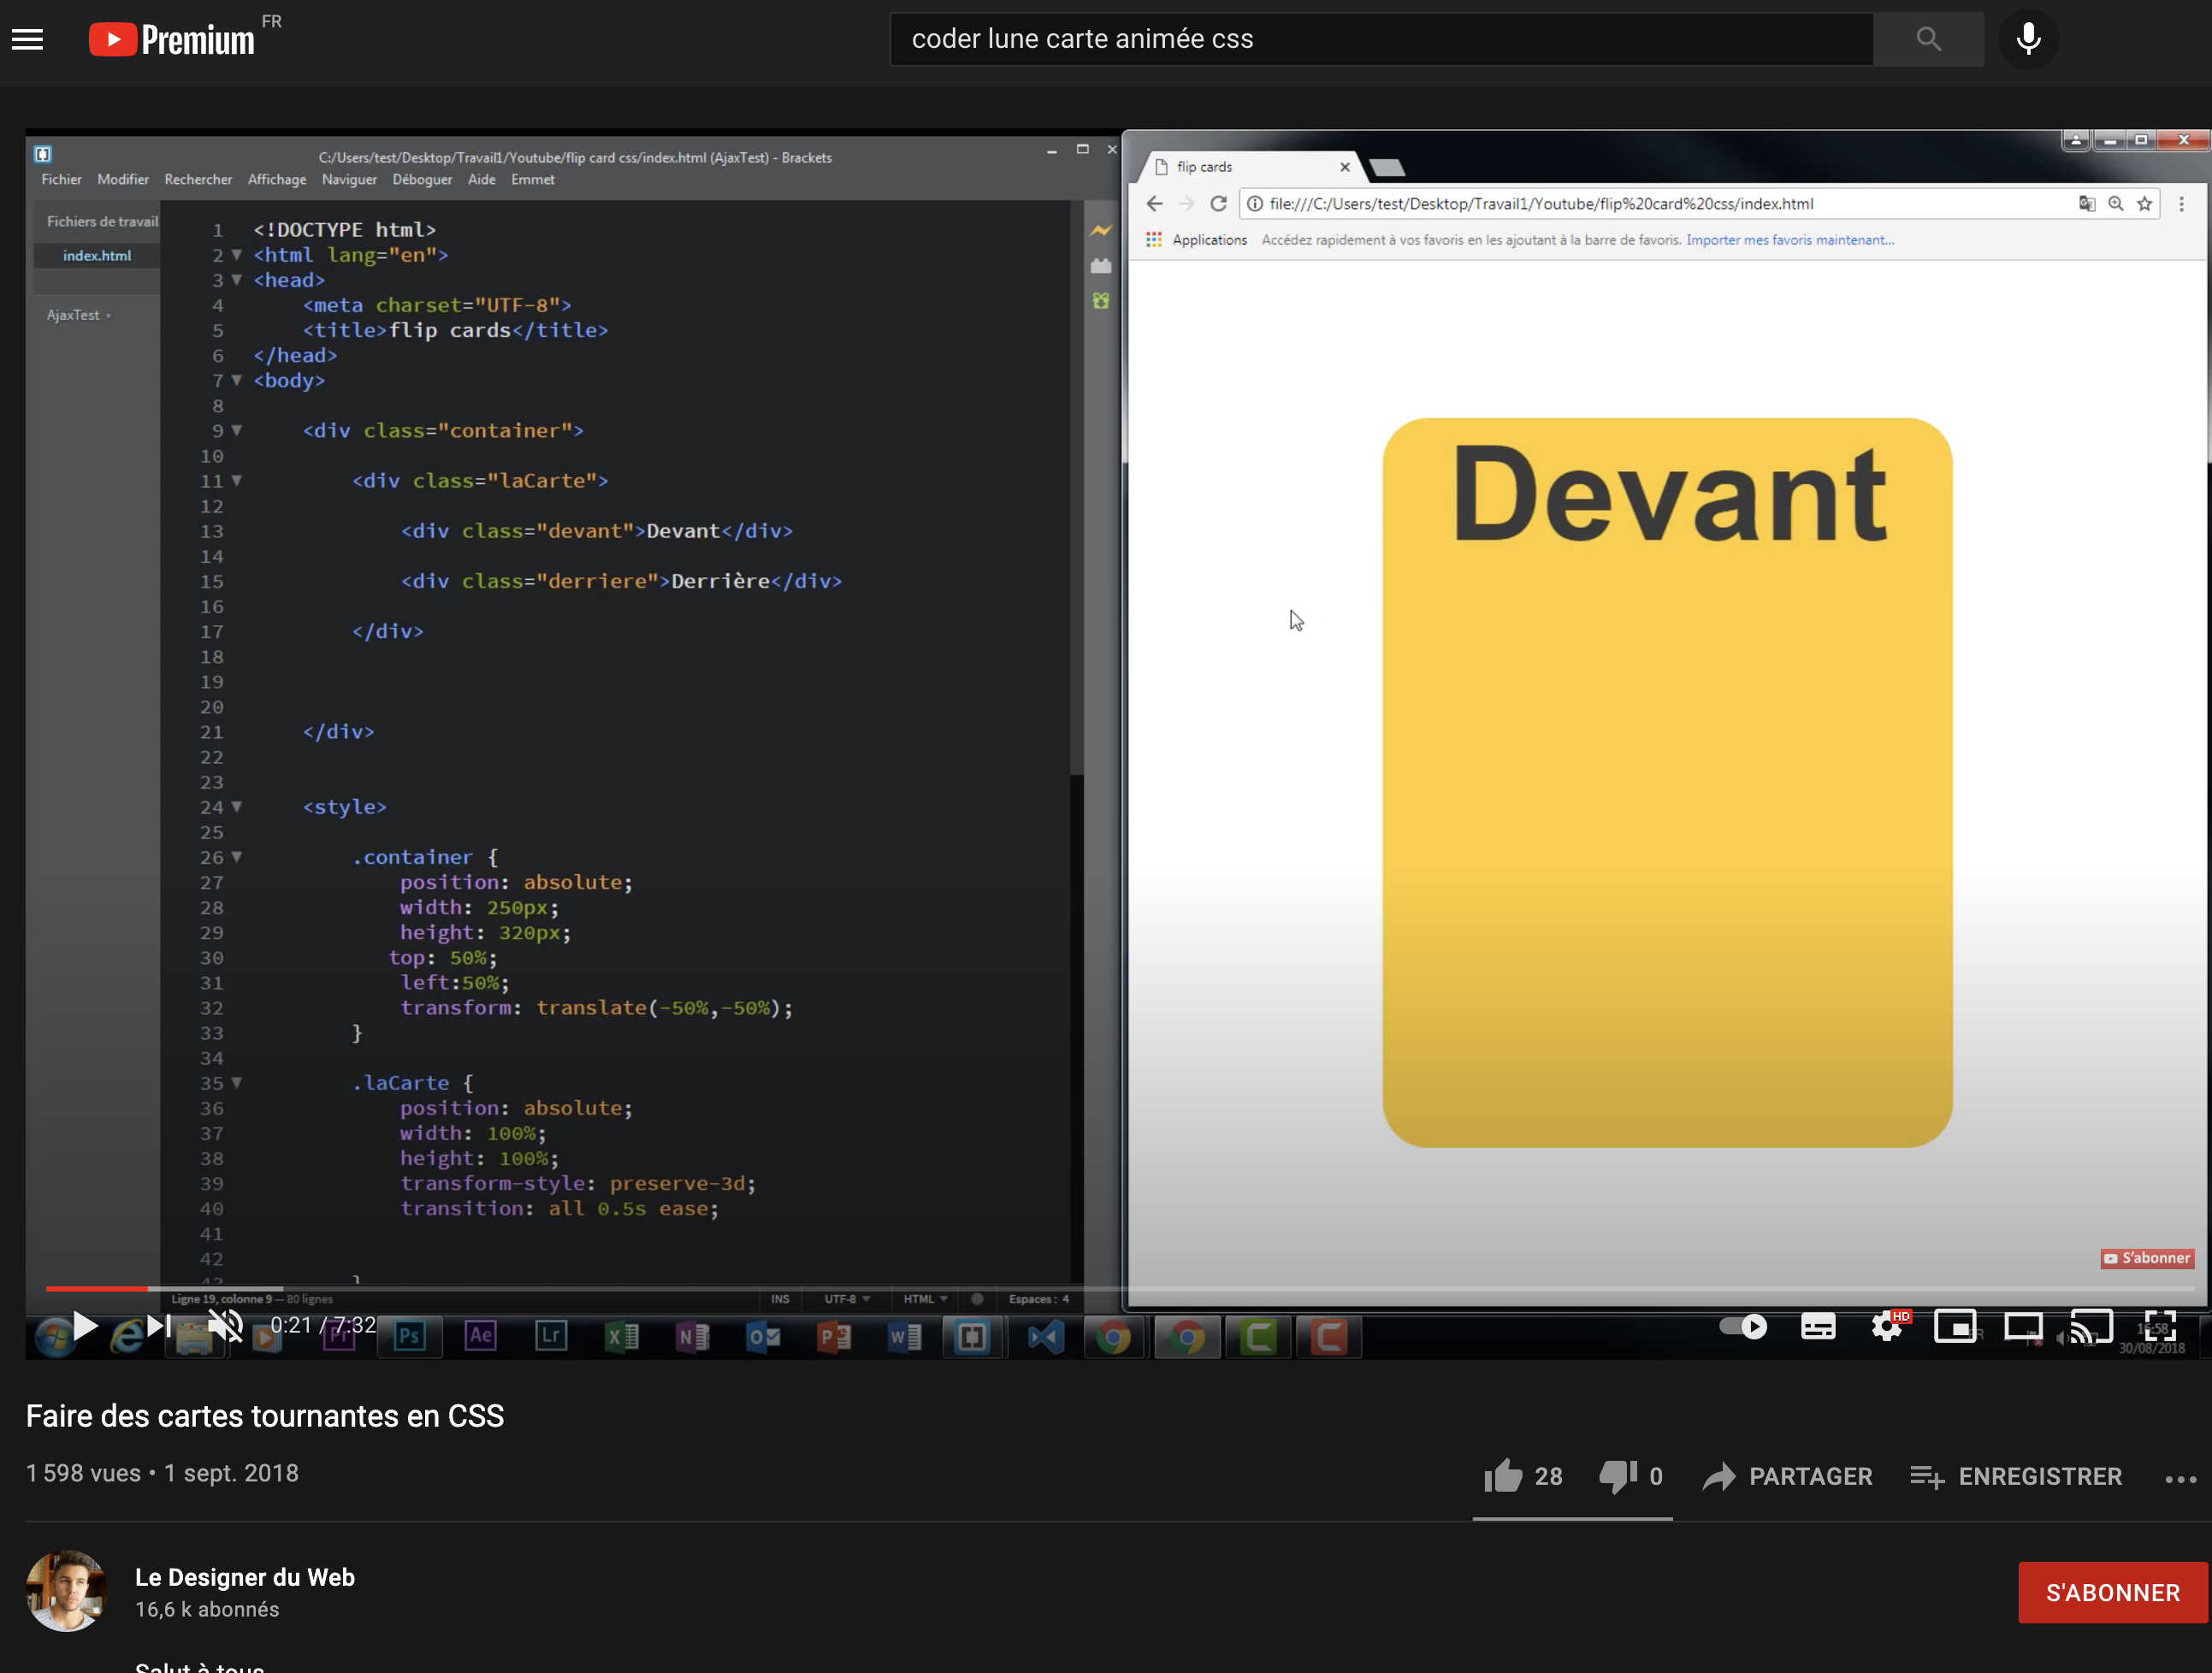 Premium FR
coder lune carte animée css
C:/Users/test/Desktop/Travail1/Youtube/flip card css/index.html (AjaxTest) - Brackets
Fichier Modifier Rechercher Affichage Naviguer Déboguer Aide Emmet
Fichiers de travail
index.html
AjaxTest
1 <!DOCTYPE html>
2 <html lang="en">
3 <head>
4 <meta charset="UTF-8">
5 <title>flip cards</title>
6 </head>
7 <body>
8
9 <div class="container">
10
11 <div class="laCarte">
12
13 <div class="devant">Devant</div>
14
15 <div class="derriere">Derrière</div>
16
17 </div>
18
19
20
21 </div>
22
23
24 <style>
25
26 .container {
27 position: absolute;
28 width: 250px;
29 height: 320px;
30 top: 50%;
31 left:50%;
32 transform: translate(-50%,-50%);
33 }
34
35 .laCarte {
36 position: absolute;
37 width: 100%;
38 height: 100%;
39 transform-style: preserve-3d;
40 transition: all 0.5s ease;
41
42
43 }
Ligne 19, colonne 9 — 80 lignes INS UTF-8 HTML Espaces: 4
flip cards
file:///C:/Users/test/Desktop/Travail1/Youtube/flip%20card%20css/index.html
Applications Accédez rapidement à vos favoris en les ajoutant à la barre de favoris. Importer mes favoris maintenant...
Devant
S'abonner
0:21 / 7:32
Ps Ae Lr
HD
16:58
30/08/2018
Faire des cartes tournantes en CSS
1 598 vues • 1 sept. 2018
28 0 PARTAGER ENREGISTRER
Le Designer du Web
16,6 k abonnés
S'ABONNER
Salut à tous